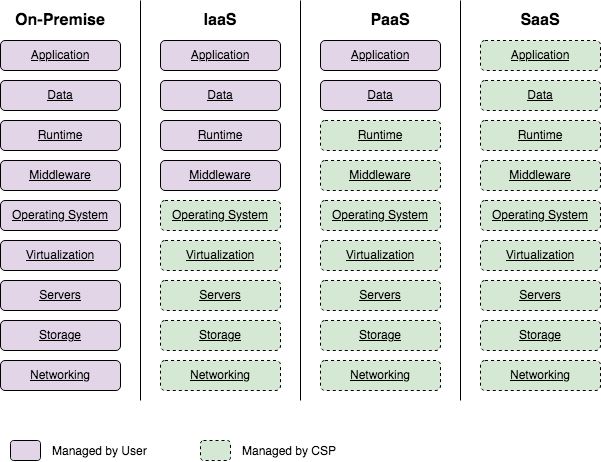 On-Premise IaaS PaaS SaaS
Application Application Application Application
Data Data Data Data
Runtime Runtime Runtime Runtime
Middleware Middleware Middleware Middleware
Operating System Operating System Operating System Operating System
Virtualization Virtualization Virtualization Virtualization
Servers Servers Servers Servers
Storage Storage Storage Storage
Networking Networking Networking Networking
Managed by User Managed by CSP